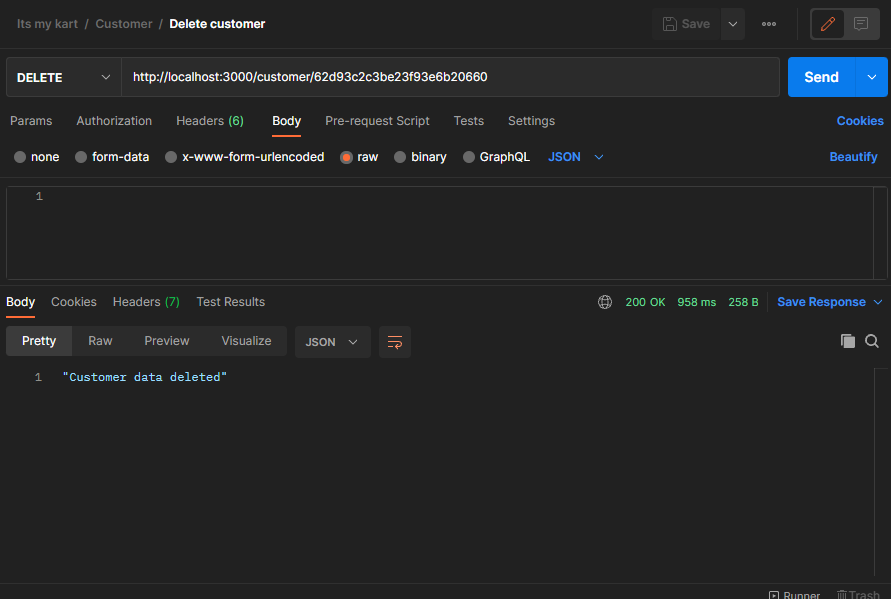 Its my kart / Customer / Delete customer Save
DELETE http://localhost:3000/customer/62d93c2c3be23f93e6b20660 Send
Params Authorization Headers (6) Body Pre-request Script Tests Settings Cookies
none form-data x-www-form-urlencoded raw binary GraphQL JSON Beautify
1
Body Cookies Headers (7) Test Results 200 OK 958 ms 258 B Save Response
Pretty Raw Preview Visualize JSON
1 "Customer data deleted"
Runner Trash